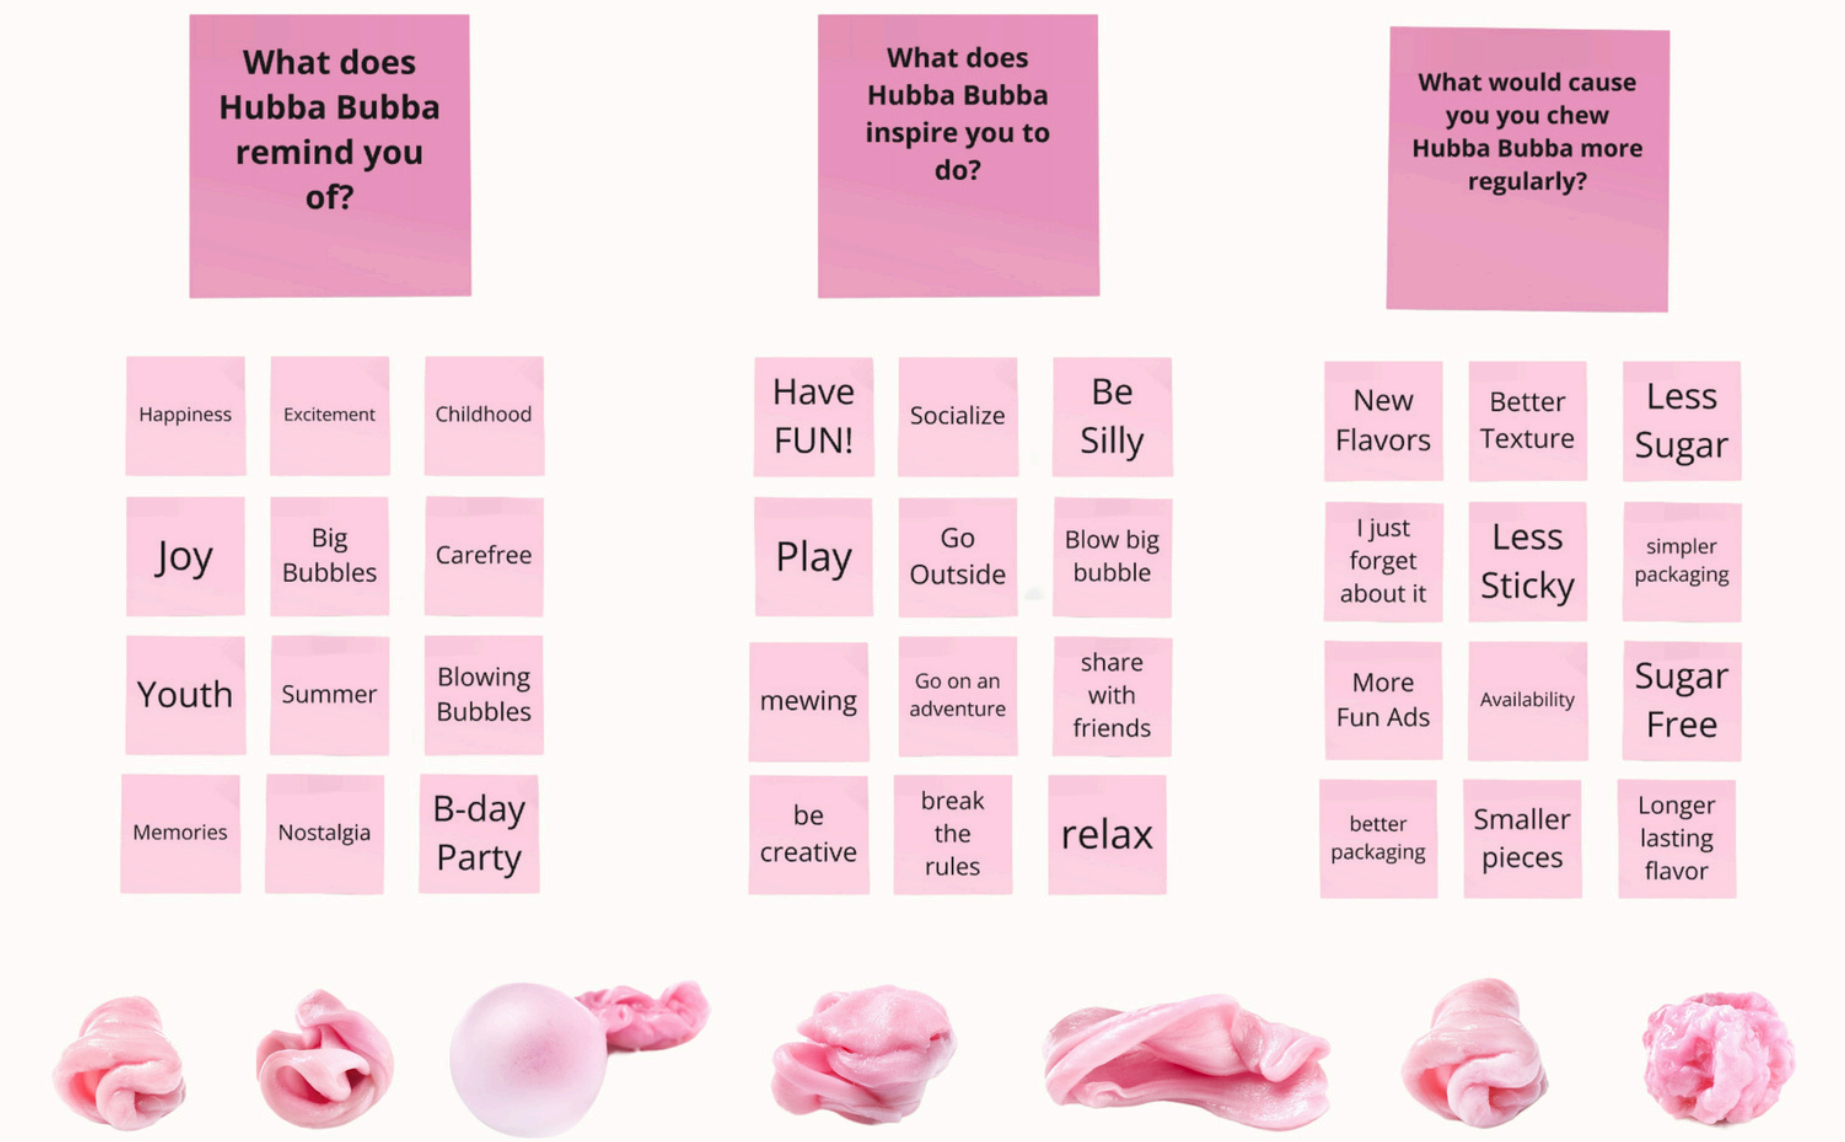 What does
Hubba Bubba
remind you
of?
Happiness
Excitement
Childhood
Joy
Big
Bubbles
Carefree
Youth
Summer
Blowing
Bubbles
Memories
Nostalgia
B-day
Party
What does
Hubba Bubba
inspire you to
do?
Have
FUN!
Socialize
Be
Silly
Play
Go
Outside
Blow big
bubble
mewing
Go on an
adventure
share
with
friends
be
creative
break
the
rules
relax
What would cause
you you chew
Hubba Bubba more
regularly?
New
Flavors
Better
Texture
Less
Sugar
I just
forget
about it
Less
Sticky
simpler
packaging
More
Fun Ads
Availability
Sugar
Free
better
packaging
Smaller
pieces
Longer
lasting
flavor